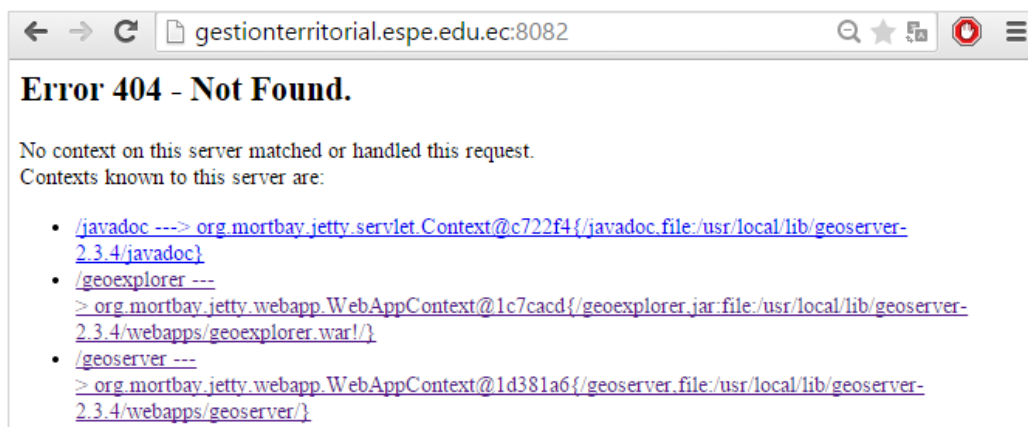 gestionterritorial.espe.edu.ec:8082
Error 404 - Not Found.
No context on this server matched or handled this request.
Contexts known to this server are:
• /javadoc ---> org.mortbay.jetty.servlet.Context@c722f4{/javadoc,file:/usr/local/lib/geoserver-
2.3.4/javadoc}
• /geoexplorer ---
> org.mortbay.jetty.webapp.WebAppContext@1c7cacd{/geoexplorer,jar:file:/usr/local/lib/geoserver-
2.3.4/webapps/geoexplorer.war!/}
• /geoserver ---
> org.mortbay.jetty.webapp.WebAppContext@1d381a6{/geoserver,file:/usr/local/lib/geoserver-
2.3.4/webapps/geoserver/}